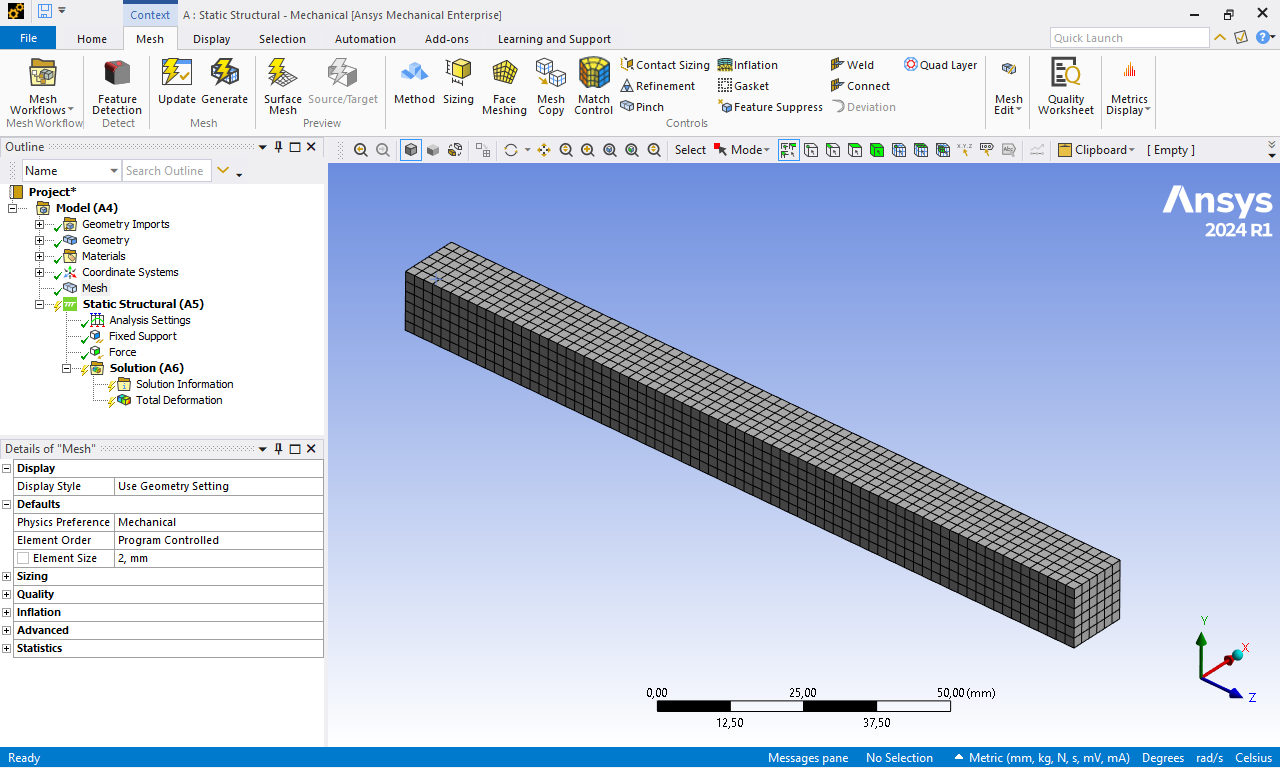 Context A : Static Structural - Mechanical [Ansys Mechanical Enterprise]
File Home Mesh Display Selection Automation Add-ons Learning and Support Quick Launch
Mesh Workflows
Mesh Workflow
Feature Detection
Detect
Update Generate
Mesh
Surface Mesh Source/Target
Preview
Method Sizing Face Meshing Mesh Copy Match Control
Contact Sizing Inflation Weld Quad Layer
Refinement Gasket Connect
Pinch Feature Suppress Deviation
Controls
Mesh Edit
Quality Worksheet
Metrics Display
Outline
Name Search Outline
Select Mode Clipboard [ Empty ]
Project*
Model (A4)
Geometry Imports
Geometry
Materials
Coordinate Systems
Mesh
Static Structural (A5)
Analysis Settings
Fixed Support
Force
Solution (A6)
Solution Information
Total Deformation
Details of "Mesh"
Display
Display Style Use Geometry Setting
Defaults
Physics Preference Mechanical
Element Order Program Controlled
Element Size 2, mm
Sizing
Quality
Inflation
Advanced
Statistics
Ansys
2024 R1
Y
X
Z
0,00 25,00 50,00 (mm)
12,50 37,50
Ready Messages pane No Selection Metric (mm, kg, N, s, mV, mA) Degrees rad/s Celsius